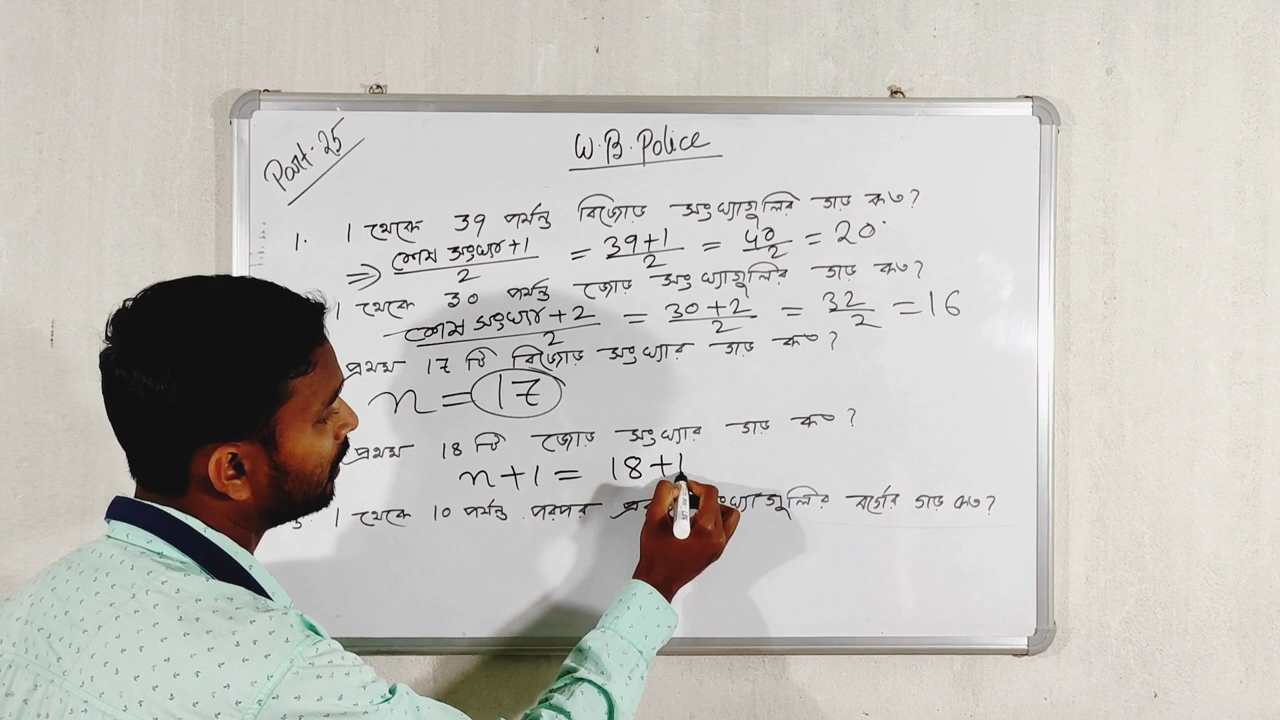 Part-25
W.B. Police
1. 1 থেকে 39 পর্যন্ত বিজোড় সংখ্যাগুলির গড় কত?
⇒ শেষ সংখ্যা+1 / 2 = 39+1 / 2 = 40 / 2 = 20
1 থেকে 30 পর্যন্ত জোড় সংখ্যাগুলির গড় কত?
শেষ সংখ্যা+2 / 2 = 30+2 / 2 = 32 / 2 = 16
প্রথম 17 টি বিজোড় সংখ্যার গড় কত?
n = 17
প্রথম 18 টি জোড় সংখ্যার গড় কত?
n+1 = 18+1
1 থেকে 10 পর্যন্ত পরপর সংখ্যাগুলির বর্গের গড় কত?